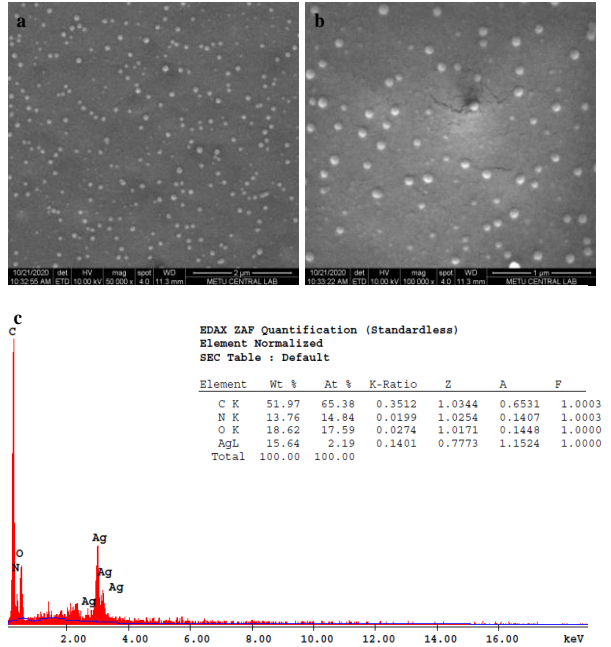 a
b
10/21/2020 det HV mag spot WD 2 µm
10:32:55 AM ETD 10.00 kV 50 000 x 4.0 11.3 mm METU CENTRAL LAB
10/21/2020 det HV mag spot WD 1 µm
10:33:22 AM ETD 10.00 kV 100 000 x 4.0 11.3 mm METU CENTRAL LAB
c
EDAX ZAF Quantification (Standardless)
Element Normalized
SEC Table : Default
Element Wt % At % K-Ratio Z A F
C K 51.97 65.38 0.3512 1.0344 0.6531 1.0003
N K 13.76 14.84 0.0199 1.0254 0.1407 1.0003
O K 18.62 17.59 0.0274 1.0171 0.1448 1.0000
AgL 15.64 2.19 0.1401 0.7773 1.1524 1.0000
Total 100.00 100.00
C
O
N
Ag
Ag
Ag
Ag
2.00 4.00 6.00 8.00 10.00 12.00 14.00 16.00 keV